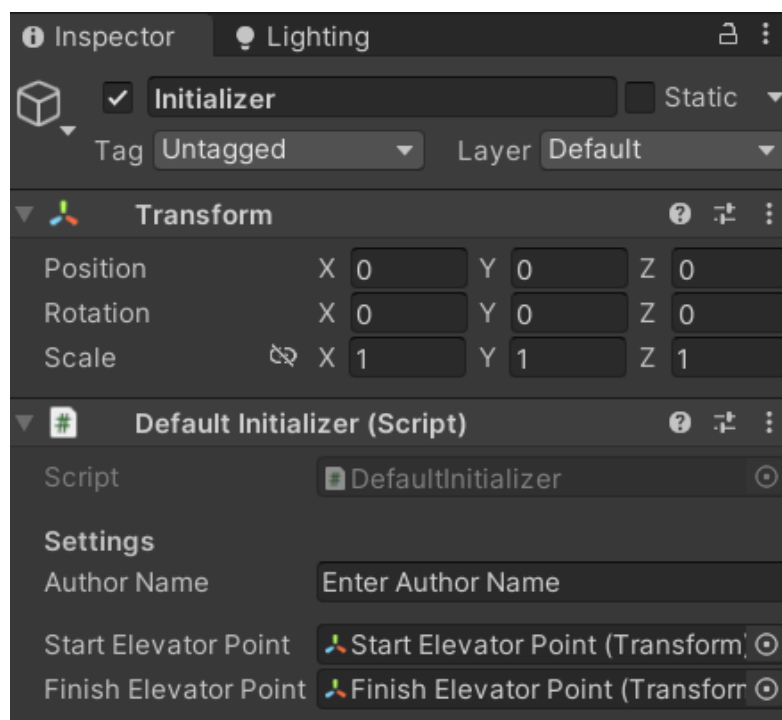 Inspector Lighting
Initializer Static
Tag Untagged Layer Default
Transform
Position X 0 Y 0 Z 0
Rotation X 0 Y 0 Z 0
Scale X 1 Y 1 Z 1
# Default Initializer (Script)
Script # DefaultInitializer
Settings
Author Name Enter Author Name
Start Elevator Point Start Elevator Point (Transform)
Finish Elevator Point Finish Elevator Point (Transform